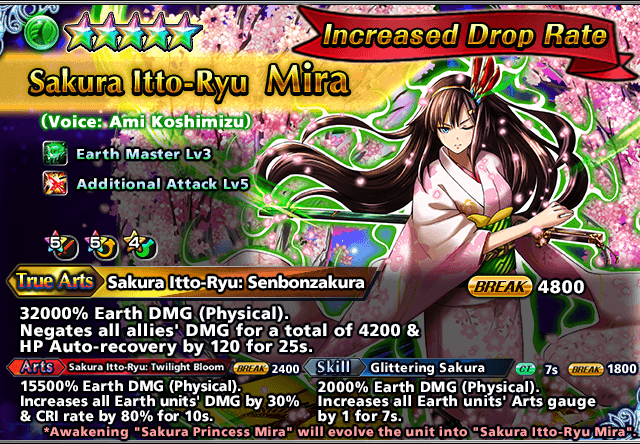 Increased Drop Rate
Sakura Itto-Ryu Mira
(Voice: Ami Koshimizu)
Earth Master Lv3
Additional Attack Lv5
5 5 4
True Arts Sakura Itto-Ryu: Senbonzakura BREAK 4800
32000% Earth DMG (Physical).
Negates all allies' DMG for a total of 4200 &
HP Auto-recovery by 120 for 25s.
Arts Sakura Itto-Ryu: Twilight Bloom BREAK 2400
15500% Earth DMG (Physical).
Increases all Earth units' DMG by 30%
& CRI rate by 80% for 10s.
Skill Glittering Sakura CT 7s BREAK 1800
2000% Earth DMG (Physical).
Increases all Earth units' Arts gauge
by 1 for 7s.
*Awakening "Sakura Princess Mira" will evolve the unit into "Sakura Itto-Ryu Mira".